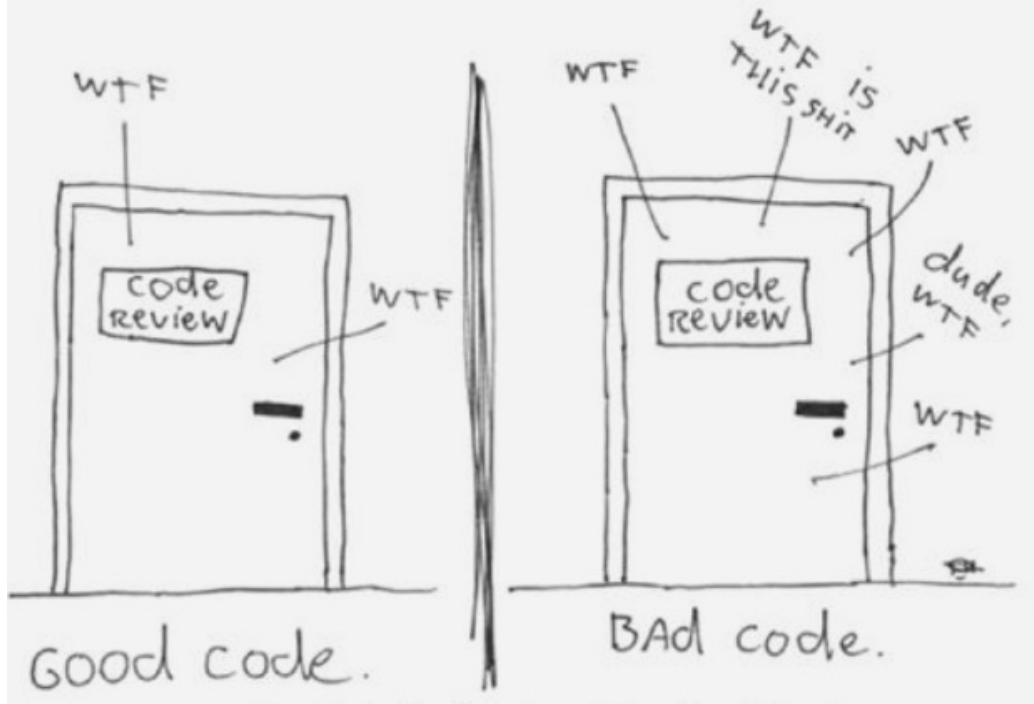 WTF
code
REVIEW
WTF
GOOD code.
WTF
WTF is
THiS SHiT
WTF
code
REViEW
dude,
WTF
WTF
BAd code.